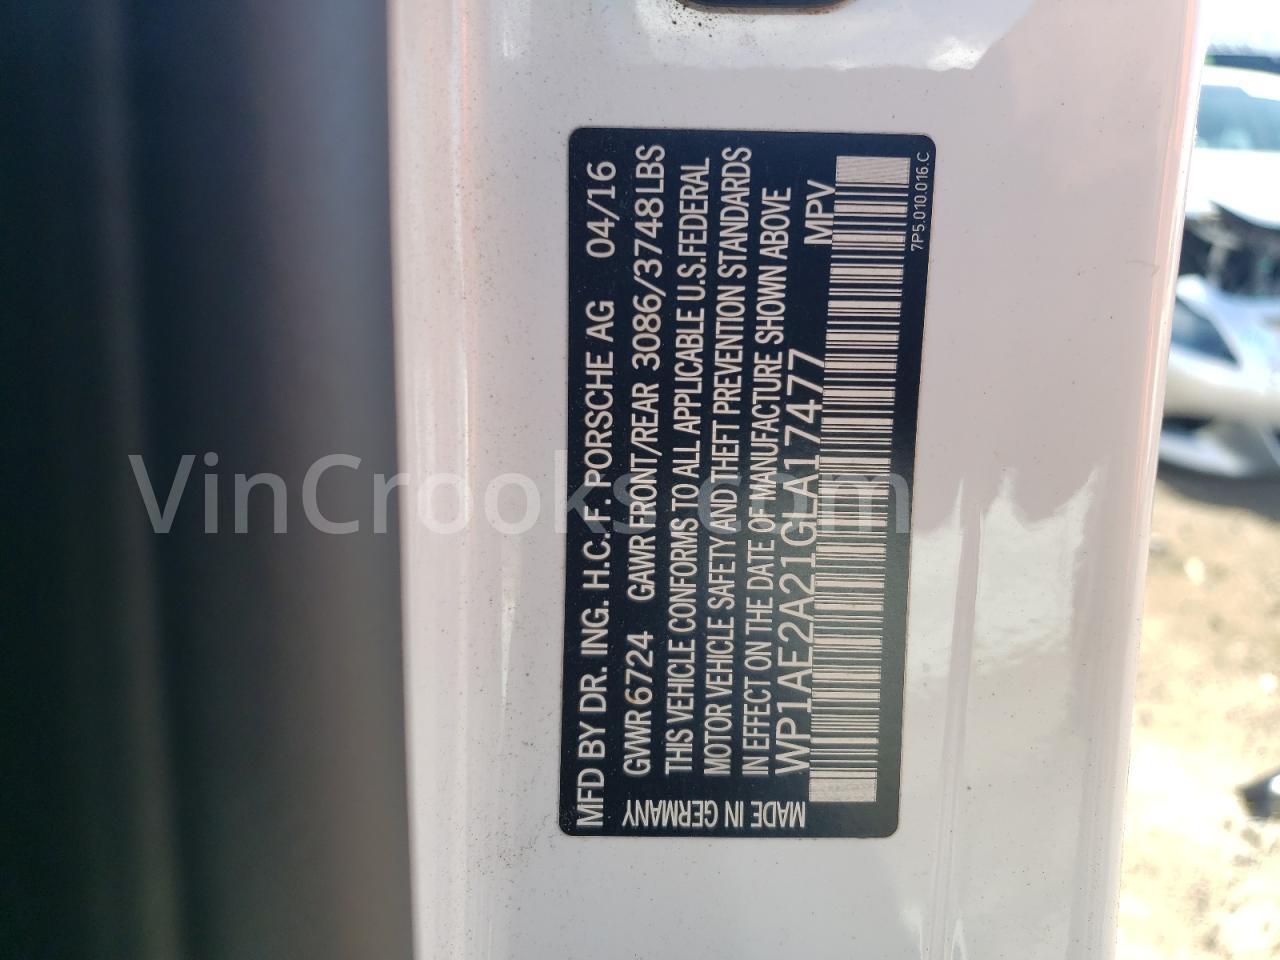 MFD BY DR. ING. H.C. F. PORSCHE AG 04/16
GVWR 6724 GAWR FRONT/REAR 3086/3748LBS
THIS VEHICLE CONFORMS TO ALL APPLICABLE U.S.FEDERAL
MOTOR VEHICLE SAFETY AND THEFT PREVENTION STANDARDS
IN EFFECT ON THE DATE OF MANUFACTURE SHOWN ABOVE
WP1AE2A21GLA17477 MPV
MADE IN GERMANY
7P5.010.016.C
VinCrooks.com